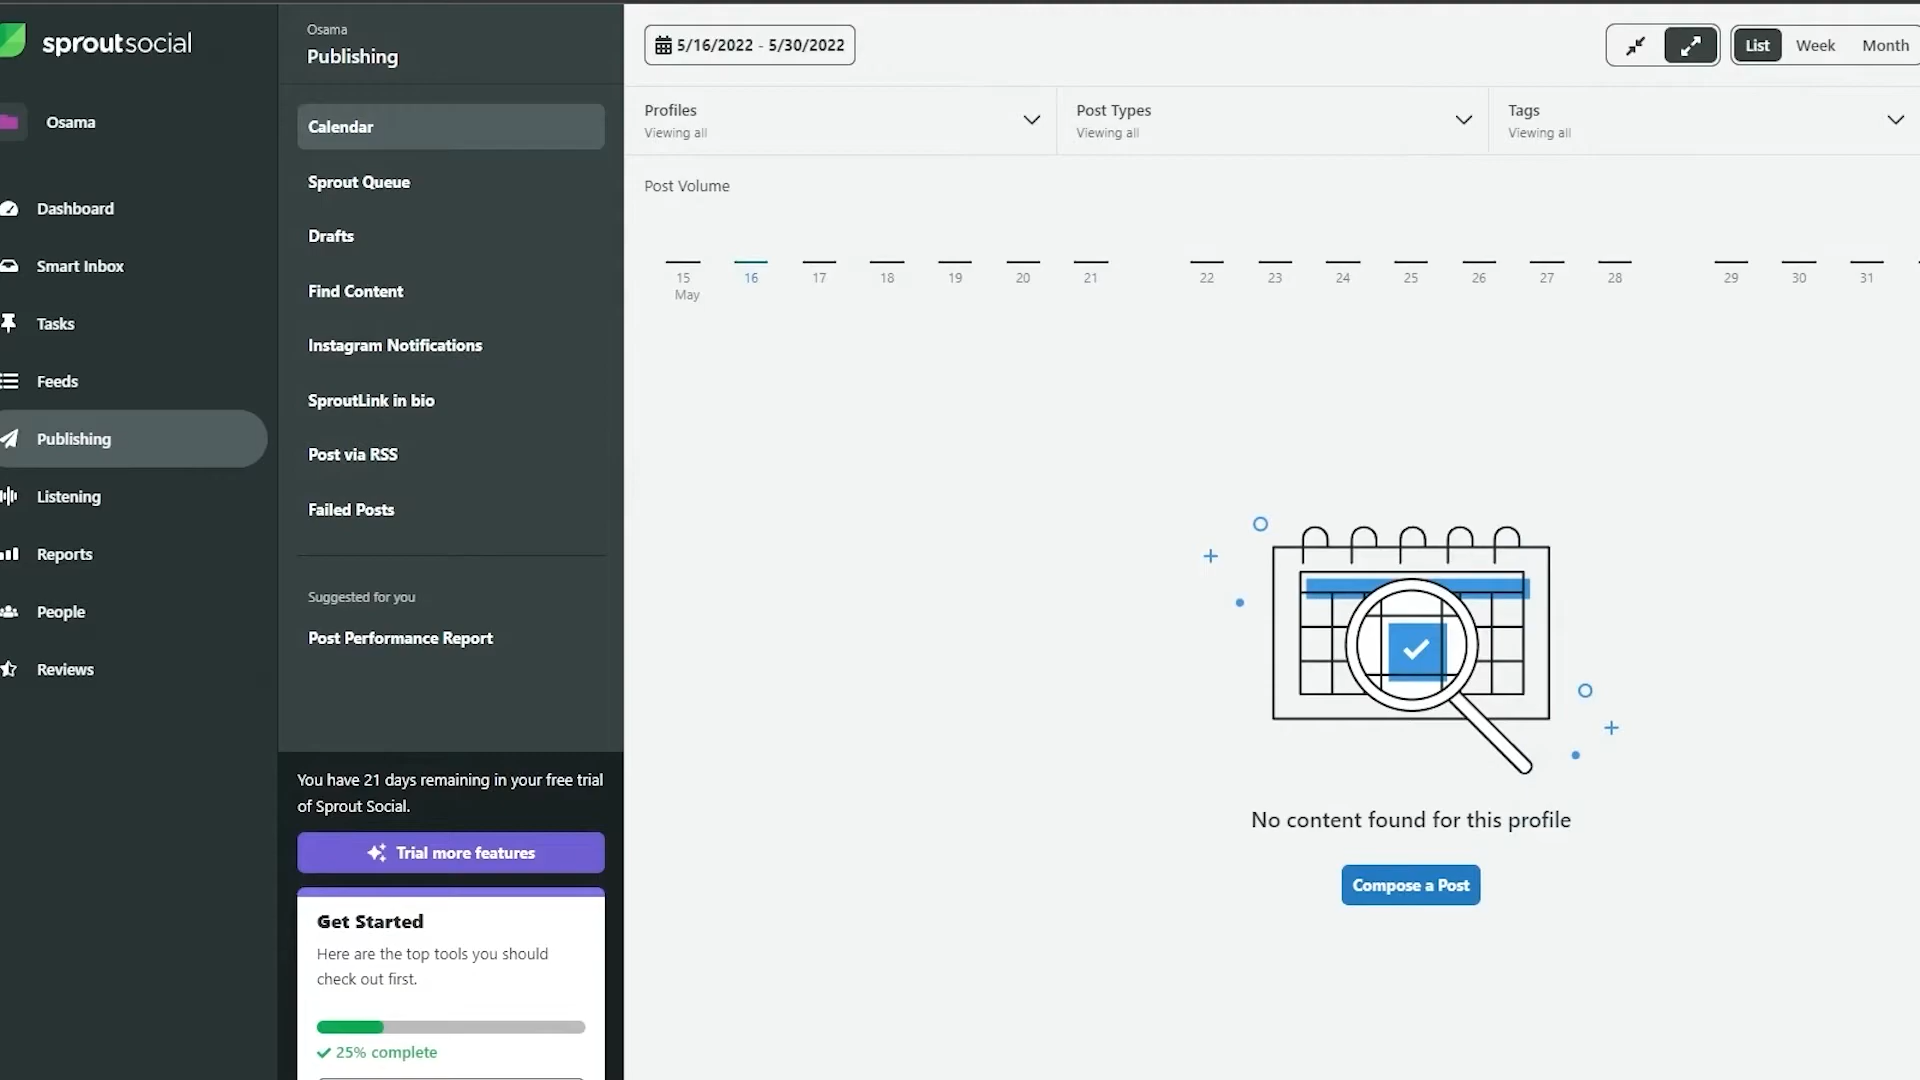 sproutsocial
Osama
Dashboard
Smart Inbox
Tasks
Feeds
Publishing
Listening
Reports
People
Reviews
Osama
Publishing
Calendar
Sprout Queue
Drafts
Find Content
Instagram Notifications
SproutLink in bio
Post via RSS
Failed Posts
Suggested for you
Post Performance Report
You have 21 days remaining in your free trial
of Sprout Social.
Trial more features
Get Started
Here are the top tools you should
check out first.
25% complete
5/16/2022 - 5/30/2022
List Week Month
Profiles
Viewing all
Post Types
Viewing all
Tags
Viewing all
Post Volume
15 16 17 18 19 20 21 22 23 24 25 26 27 28 29 30 31
May
No content found for this profile
Compose a Post